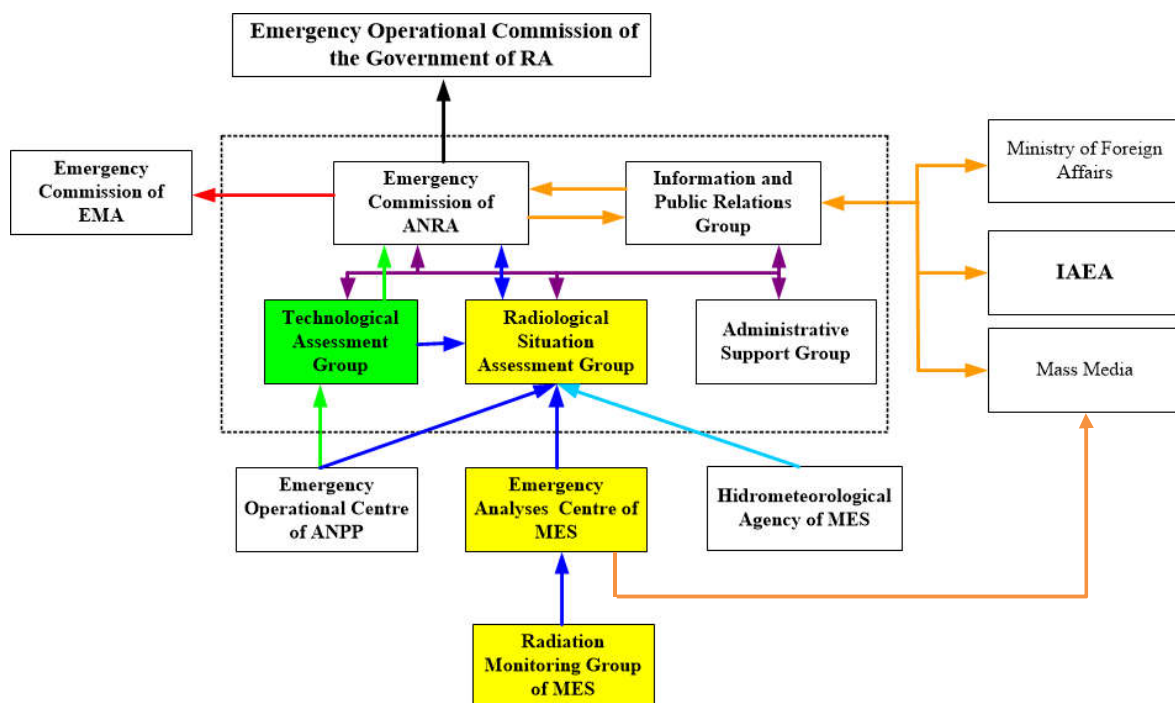 Emergency Operational Commission of
the Government of RA
Emergency
Commission of
EMA
Emergency
Commission of
ANRA
Information and
Public Relations
Group
Ministry of Foreign
Affairs
IAEA
Mass Media
Technological
Assessment
Group
Radiological
Situation
Assessment Group
Administrative
Support Group
Emergency
Operational Centre
of ANPP
Emergency
Analyses Centre of
MES
Hidrometeorological
Agency of MES
Radiation
Monitoring Group
of MES